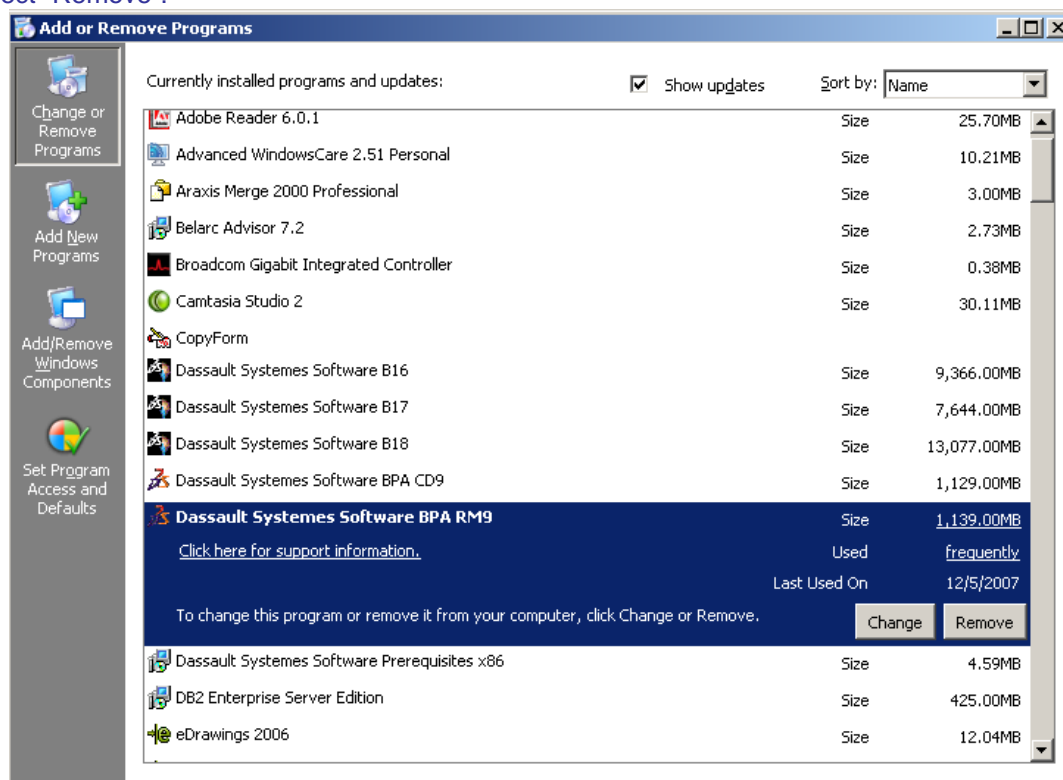 "Remove".
Add or Remove Programs
Change or
Remove
Programs
Add New
Programs
Add/Remove
Windows
Components
Set Program
Access and
Defaults
Currently installed programs and updates: Show updates Sort by: Name
Adobe Reader 6.0.1 Size 25.70MB
Advanced WindowsCare 2.51 Personal Size 10.21MB
Araxis Merge 2000 Professional Size 3.00MB
Belarc Advisor 7.2 Size 2.73MB
Broadcom Gigabit Integrated Controller Size 0.38MB
Camtasia Studio 2 Size 30.11MB
CopyForm
Dassault Systemes Software B16 Size 9,366.00MB
Dassault Systemes Software B17 Size 7,644.00MB
Dassault Systemes Software B18 Size 13,077.00MB
Dassault Systemes Software BPA CD9 Size 1,129.00MB
Dassault Systemes Software BPA RM9 Size 1,139.00MB
Click here for support information. Used frequently
Last Used On 12/5/2007
To change this program or remove it from your computer, click Change or Remove. Change Remove
Dassault Systemes Software Prerequisites x86 Size 4.59MB
DB2 Enterprise Server Edition Size 425.00MB
eDrawings 2006 Size 12.04MB